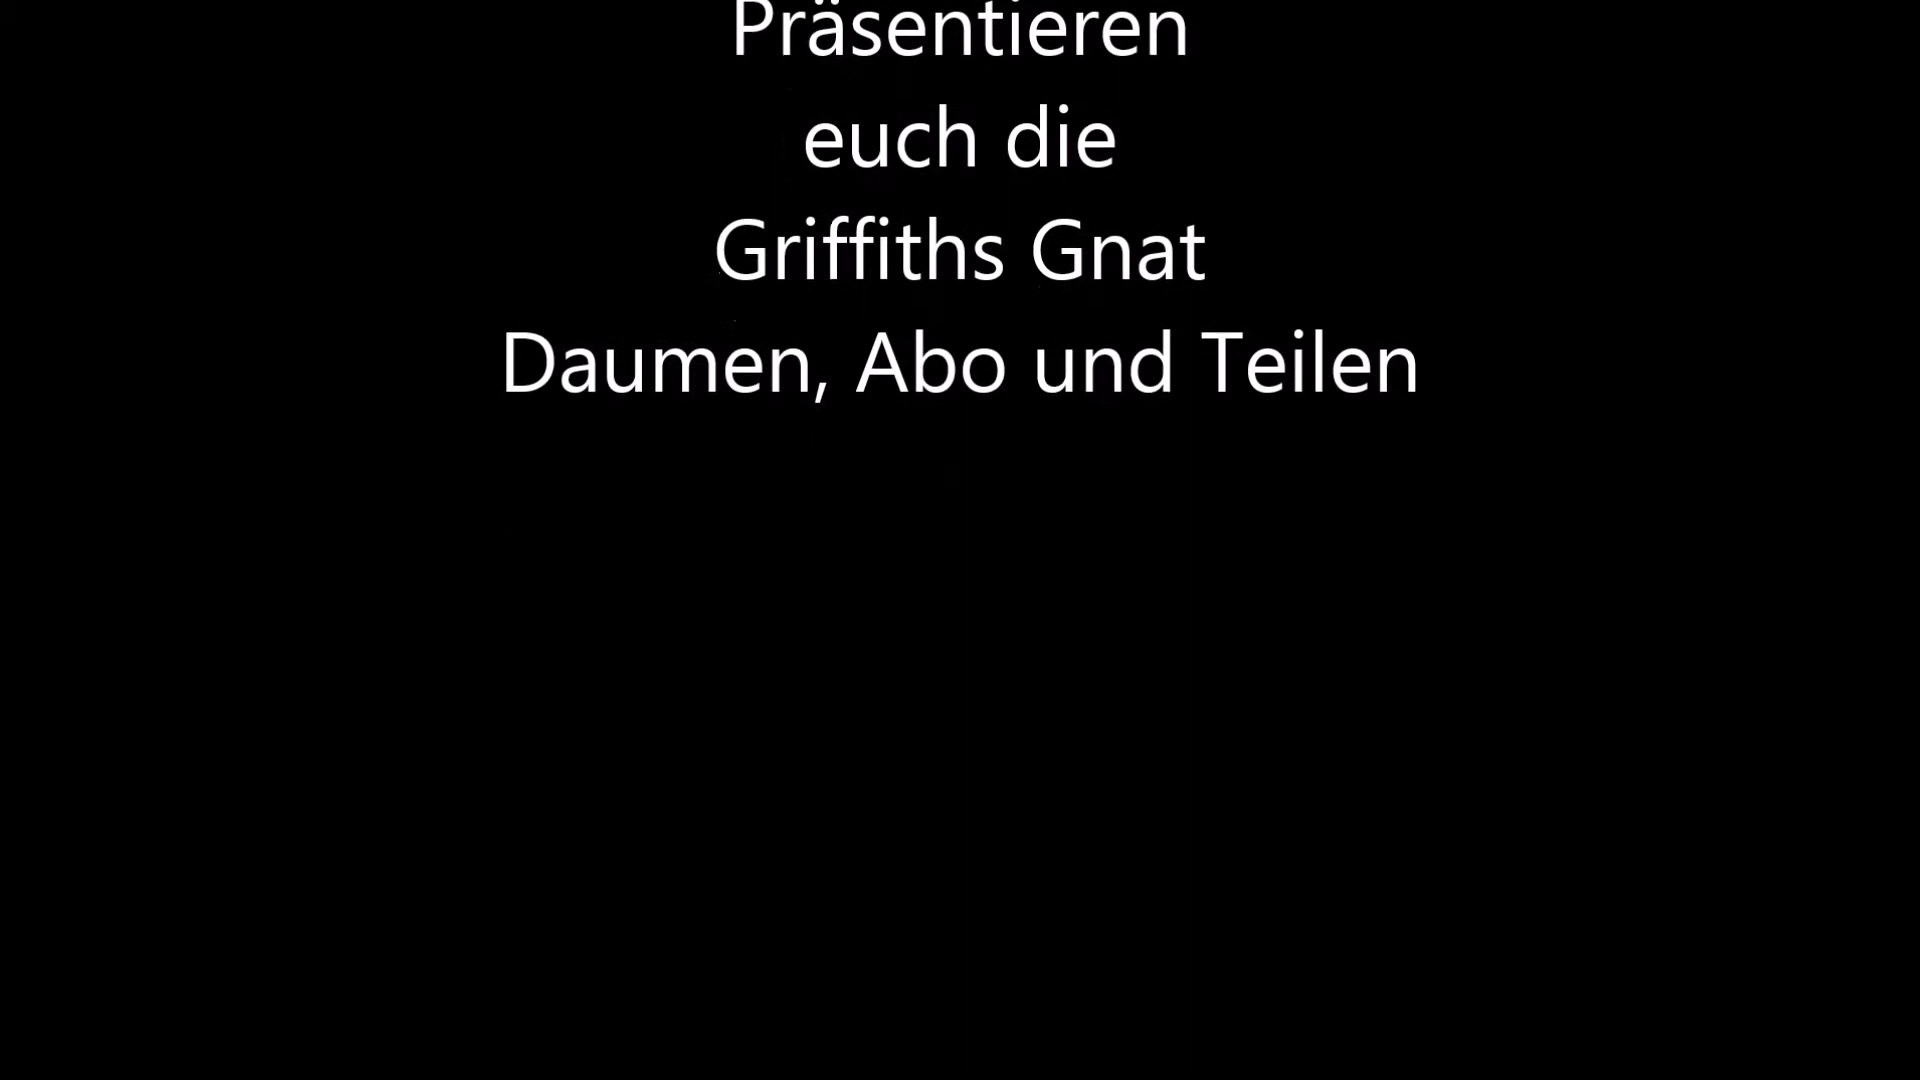 Präsentieren
euch die
Griffiths Gnat
Daumen, Abo und Teilen